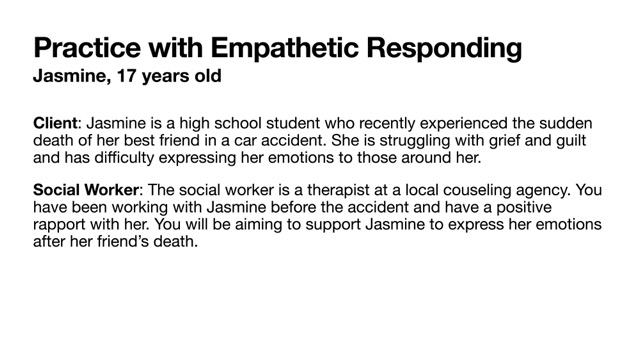 Practice with Empathetic Responding
Jasmine, 17 years old
Client: Jasmine is a high school student who recently experienced the sudden
death of her best friend in a car accident. She is struggling with grief and guilt
and has difficulty expressing her emotions to those around her.
Social Worker: The social worker is a therapist at a local couseling agency. You
have been working with Jasmine before the accident and have a positive
rapport with her. You will be aiming to support Jasmine to express her emotions
after her friend's death.